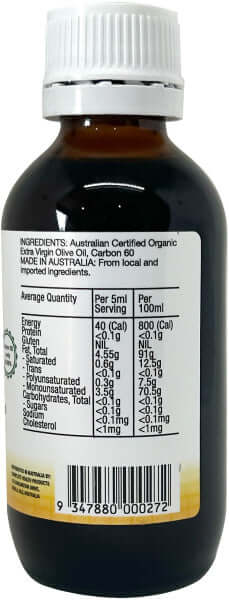 INGREDIENTS: Australian Certified Organic
Extra Virgin Olive Oil, Carbon 60
MADE IN AUSTRALIA: From local and
imported ingredients.
Average Quantity Per 5ml Serving Per 100ml
Energy 40 (Cal) 800 (Cal)
Protein <0.1g <0.1g
Gluten NIL NIL
Fat, Total 4.55g 91g
- Saturated 0.6g 12.5g
- Trans <0.1g <0.1g
- Polyunsaturated 0.3g 7.5g
- Monounsaturated 3.5g 70.5g
Carbohydrates, Total <0.1g <0.1g
- Sugars <0.1g <0.1g
Sodium <0.1mg <0.1mg
Cholesterol <1mg <1mg
9 347880 000272 >